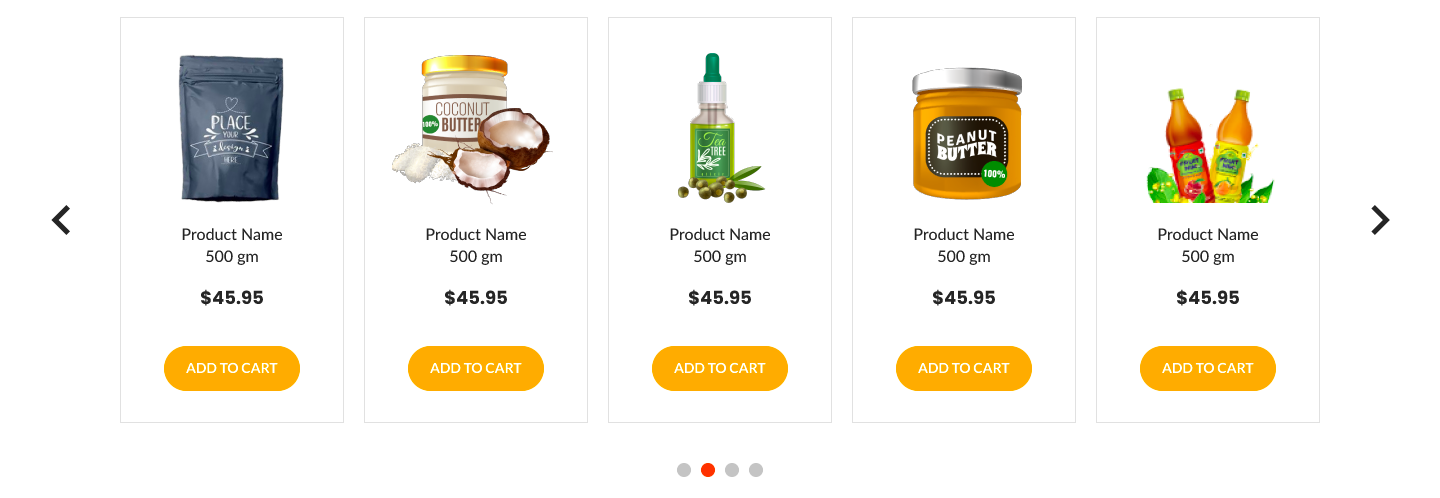 PLACE
YOUR
Design
HERE
COCONUT
BUTTER
100%
Tea
TREE
PEANUT
BUTTER
100%
Product Name
500 gm
$45.95
ADD TO CART
Product Name
500 gm
$45.95
ADD TO CART
Product Name
500 gm
$45.95
ADD TO CART
Product Name
500 gm
$45.95
ADD TO CART
Product Name
500 gm
$45.95
ADD TO CART